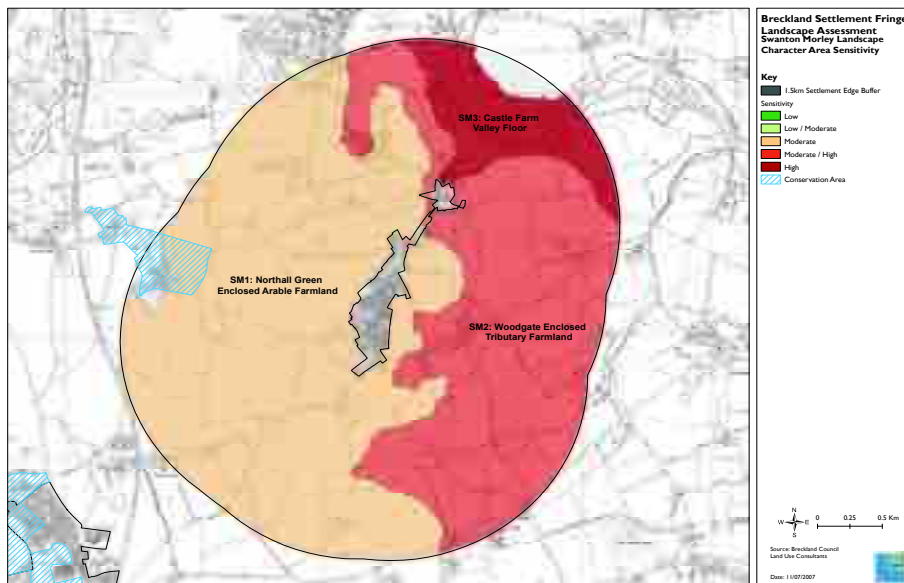 Breckland Settlement Fringe
Landscape Assessment
Swanton Morley Landscape
Character Area Sensitivity
Key
1.5km Settlement Edge Buffer
Sensitivity
Low
Low / Moderate
Moderate
Moderate / High
High
Conservation Area
SM3: Castle Farm
Valley Floor
SM1: Northall Green
Enclosed Arable Farmland
SM2: Woodgate Enclosed
Tributary Farmland
N
W E
S
0 0.25 0.5 Km
Source: Breckland Council
Land Use Consultants
Date: 11/07/2007